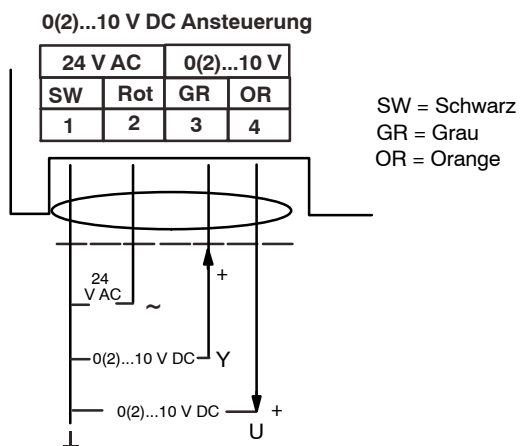 0(2)...10 V DC Ansteuerung
24 V AC 0(2)...10 V
SW Rot GR OR
1 2 3 4
SW = Schwarz
GR = Grau
OR = Orange
24
V AC
~
+
0(2)...10 V DC Y
0(2)...10 V DC +
U